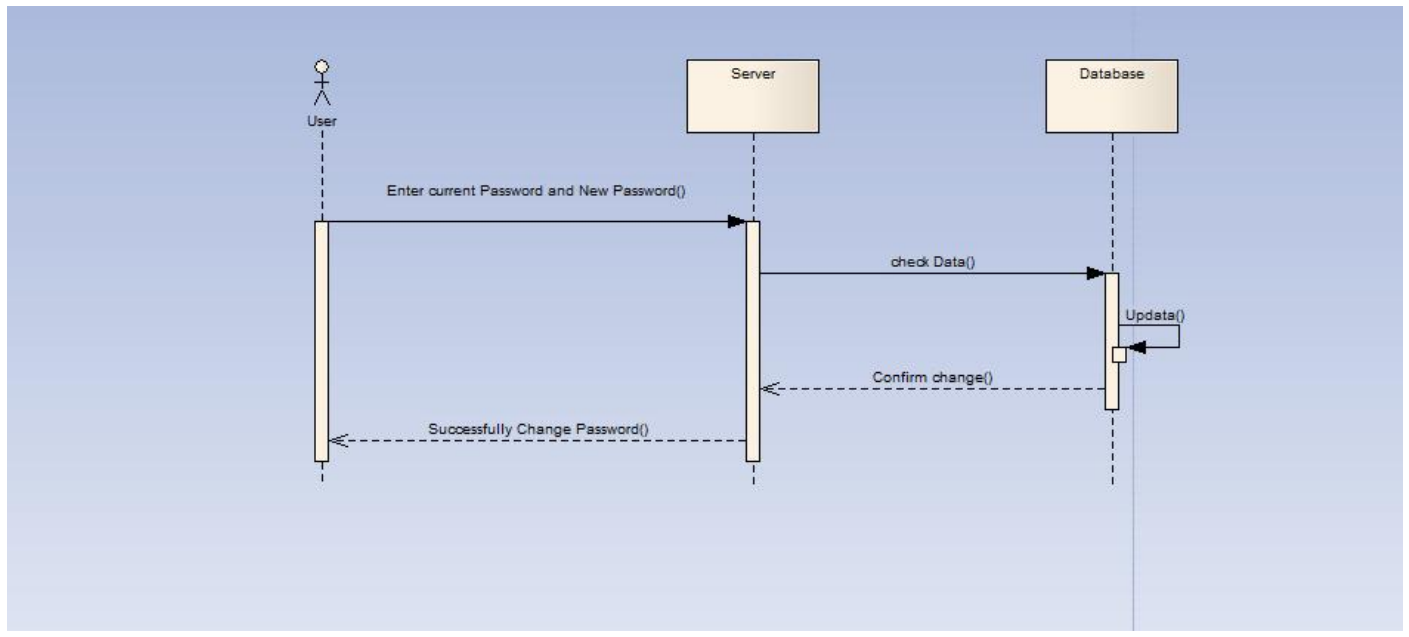 User
Server
Database
Enter current Password and New Password()
check Data()
Updata()
Confirm change()
Successfully Change Password()